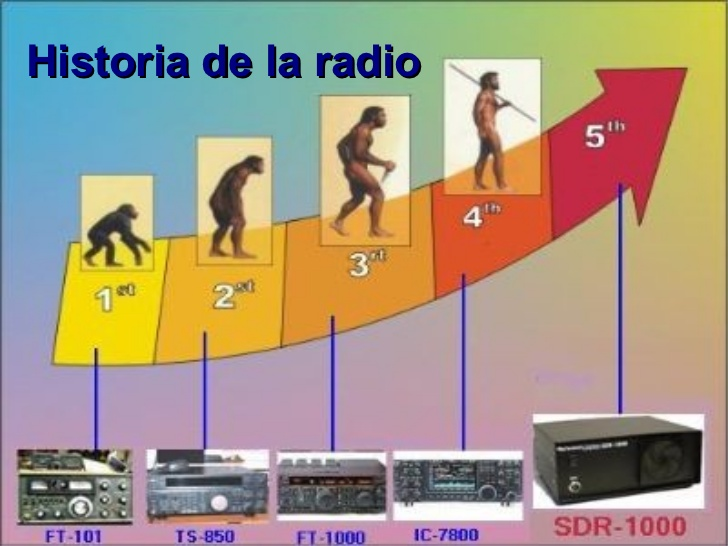 Historia de la radio
1st
2st
3rt
4th
5th
FT-101
TS-850
FT-1000
IC-7800
SDR-1000